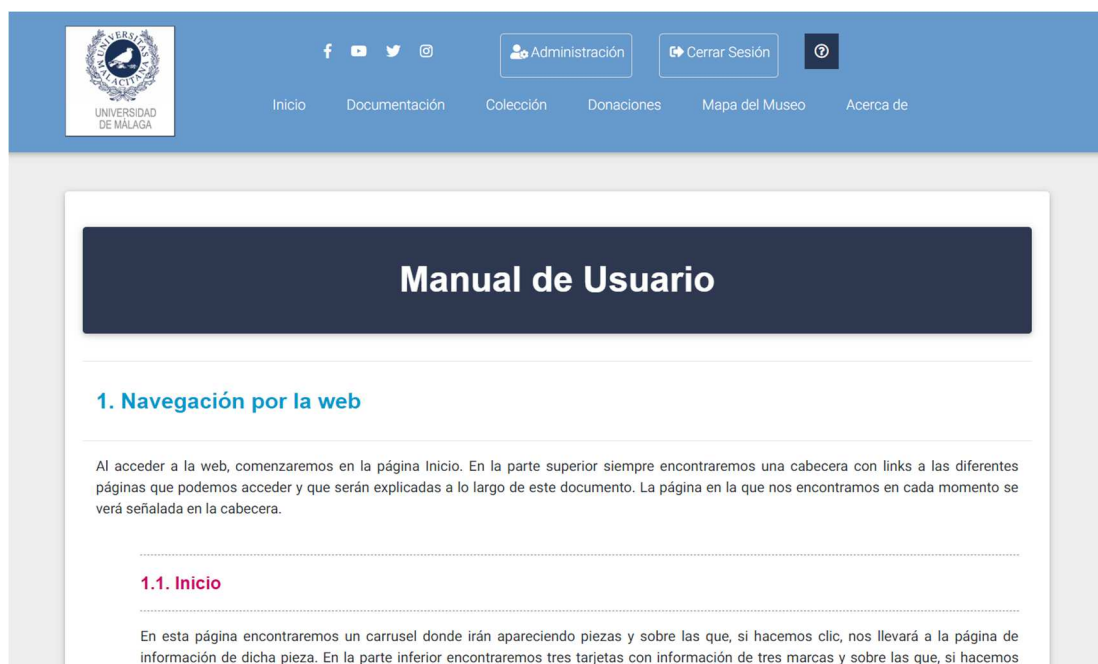 UNIVERSITAS MALACITANA
UNIVERSIDAD
DE MÁLAGA
Administración
Cerrar Sesión
Inicio
Documentación
Colección
Donaciones
Mapa del Museo
Acerca de
Manual de Usuario
1. Navegación por la web
Al acceder a la web, comenzaremos en la página Inicio. En la parte superior siempre encontraremos una cabecera con links a las diferentes
páginas que podemos acceder y que serán explicadas a lo largo de este documento. La página en la que nos encontramos en cada momento se
verá señalada en la cabecera.
1.1. Inicio
En esta página encontraremos un carrusel donde irán apareciendo piezas y sobre las que, si hacemos clic, nos llevará a la página de
información de dicha pieza. En la parte inferior encontraremos tres tarjetas con información de tres marcas y sobre las que, si hacemos